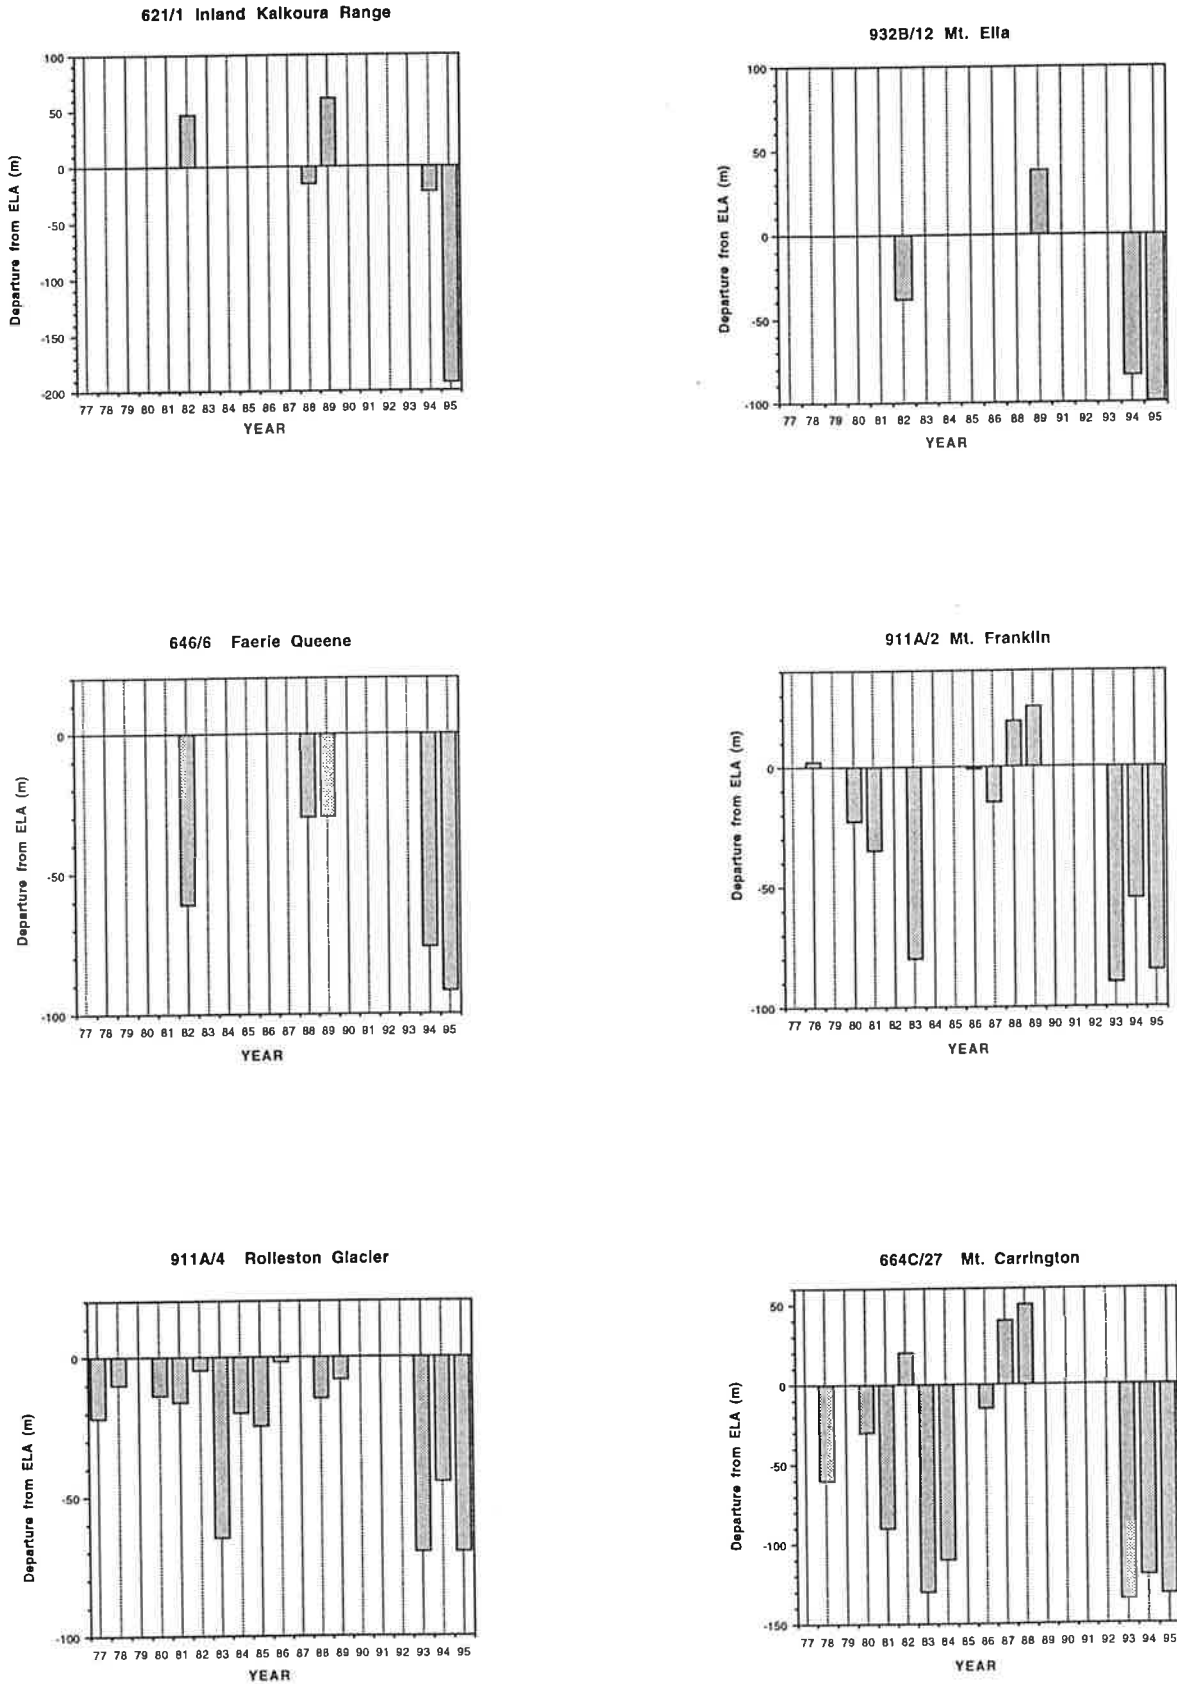 621/1 Inland Kaikoura Range
100
50
0
-50
-100
-150
-200
Departure from ELA (m)
77 78 79 80 81 82 83 84 85 86 87 88 89 90 91 92 93 94 95
YEAR
932B/12 Mt. Ella
100
50
0
-50
-100
Departure fron ELA (m)
77 78 79 80 81 82 83 84 85 86 87 88 89 91 92 93 94 95
YEAR
646/6 Faerie Queene
0
-50
-100
Departure from ELA (m)
77 78 79 80 81 82 83 84 85 86 87 88 89 90 91 92 93 94 95
YEAR
911A/2 Mt. Franklin
0
-50
-100
Departure from ELA (m)
77 78 79 80 81 82 83 84 85 86 87 88 89 90 91 92 93 94 95
YEAR
911A/4 Rolleston Glacier
0
-50
-100
Departure from ELA (m)
77 78 79 80 81 82 83 84 85 86 87 88 89 90 91 92 93 94 95
YEAR
664C/27 Mt. Carrington
50
0
-50
-100
-150
Departure from ELA (m)
77 78 79 80 81 82 83 84 85 86 87 88 89 90 91 92 93 94 95
YEAR